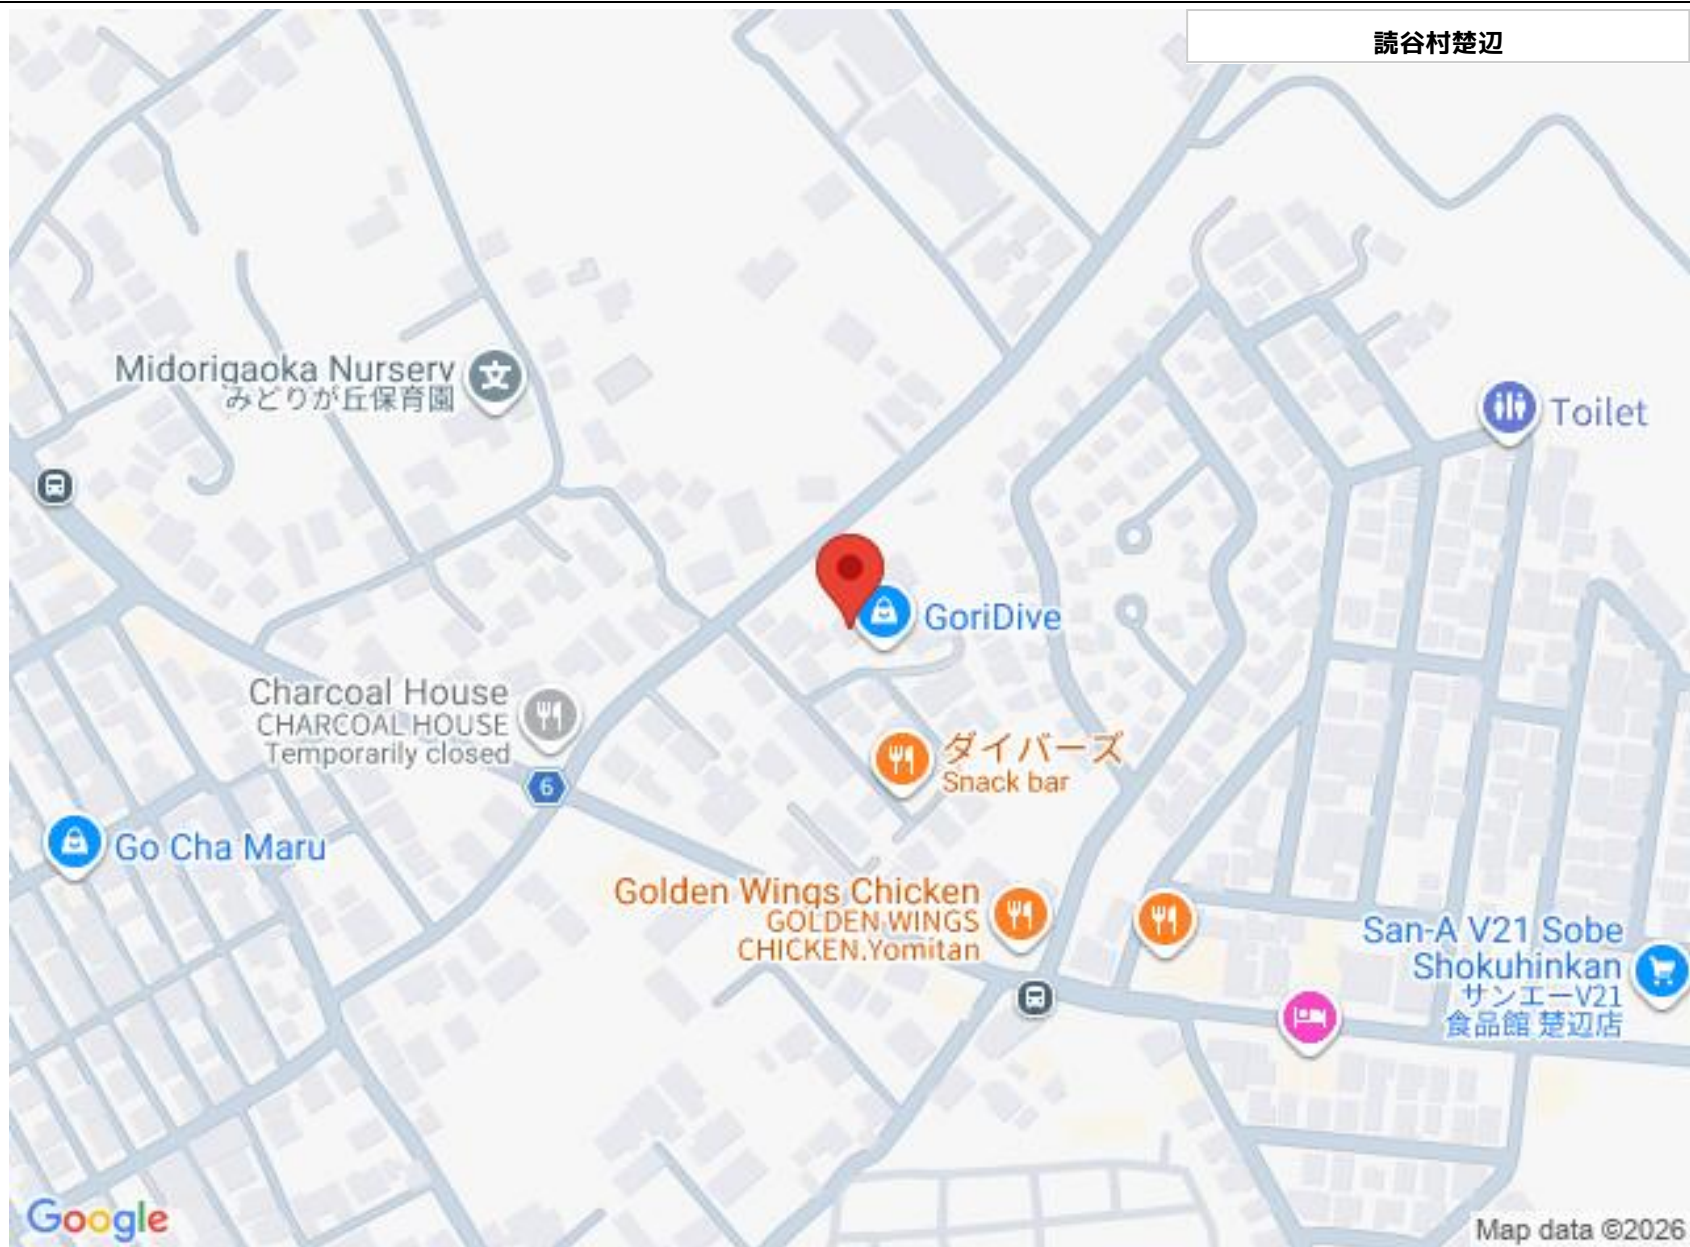 読谷村楚辺
Midorigaoka Nursery
みどりが丘保育園
Toilet
GoriDive
Charcoal House
CHARCOAL HOUSE
Temporarily closed
ダイバーズ
Snack bar
6
Go Cha Maru
Golden Wings Chicken
GOLDEN WINGS
CHICKEN.Yomitan
San-A V21 Sobe
Shokuhinkan
サンエーV21
食品館 楚辺店
Google
Map data ©2026